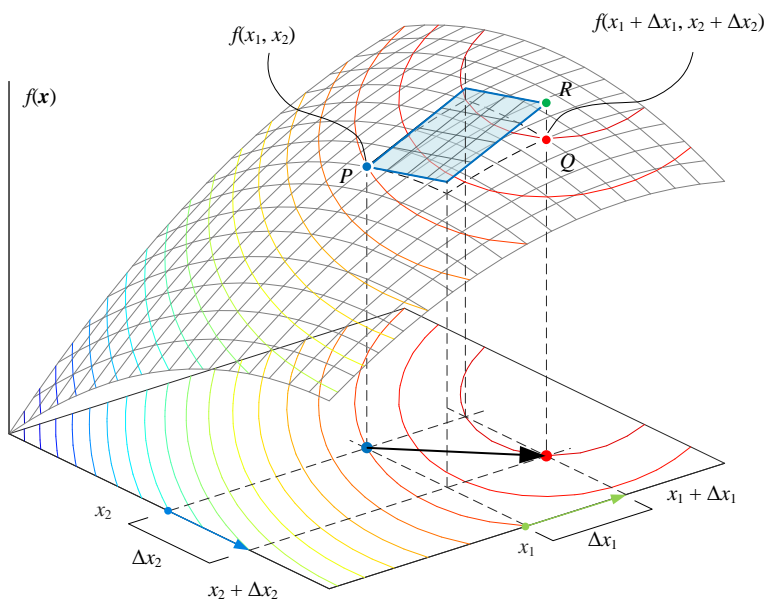 f(x₁ + Δx₁, x₂ + Δx₂)
f(x₁, x₂)
f(x)
R
Q
P
x₁ + Δx₁
x₂
Δx₁
x₁
Δx₂
x₂ + Δx₂